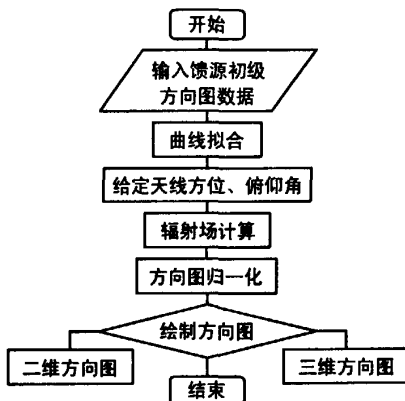 开始
输入馈源初级
方向图数据
曲线拟合
给定天线方位、俯仰角
辐射场计算
方向图归一化
绘制方向图
二维方向图
三维方向图
结束